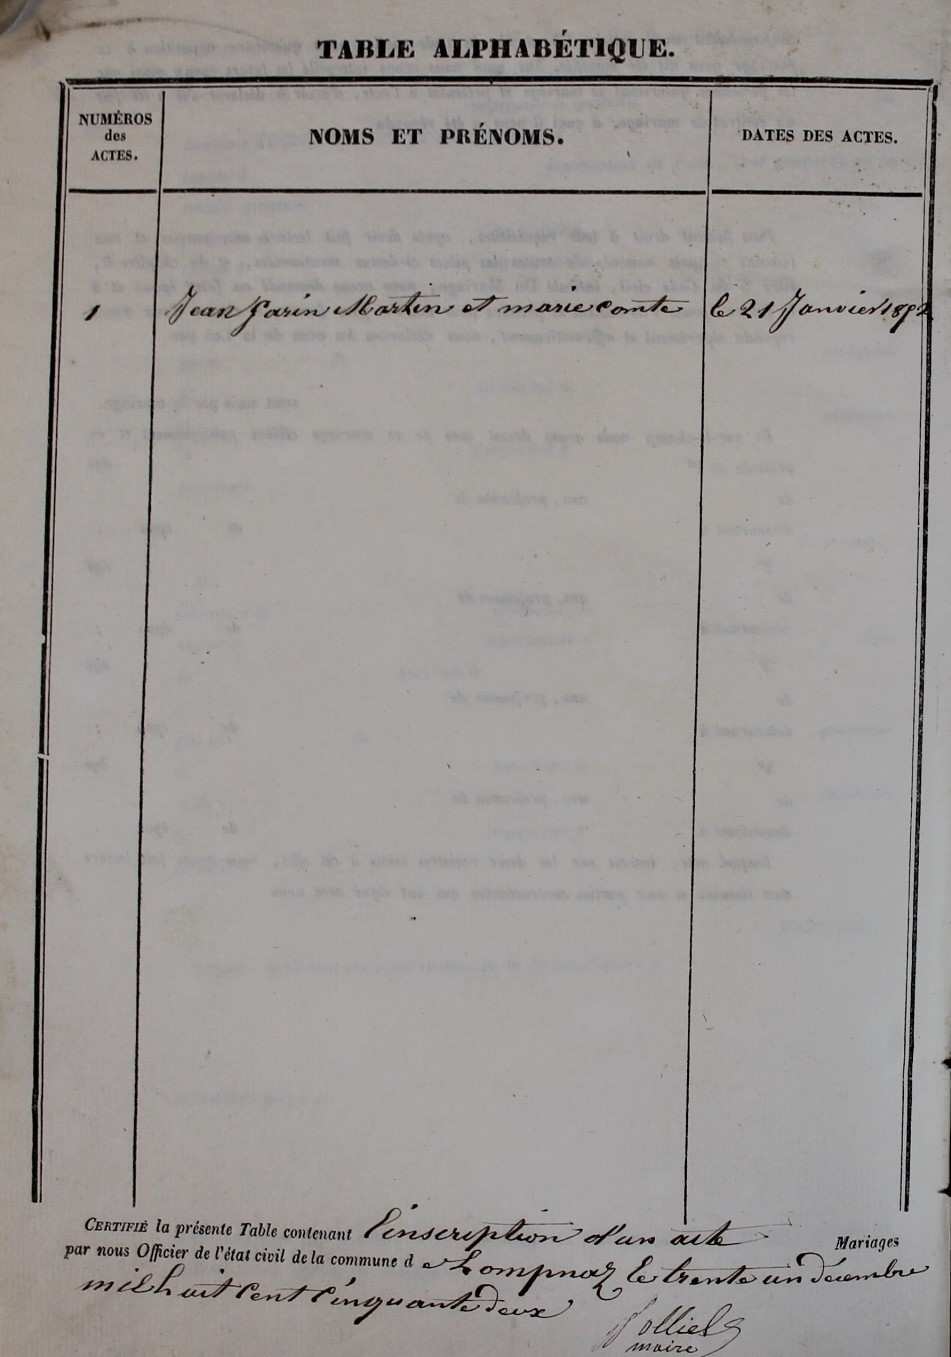 TABLE ALPHABÉTIQUE.
NUMÉROS
des
ACTES.
NOMS ET PRÉNOMS.
DATES DES ACTES.
1 Jean farin Martin et marie comte le 21 Janvier 1852
CERTIFIÉ la présente Table contenant l'inscription d'un acte Mariages
par nous Officier de l'état civil de la commune d e Lompnaz le trente un décembre
mil huit cent cinquante deux
maire